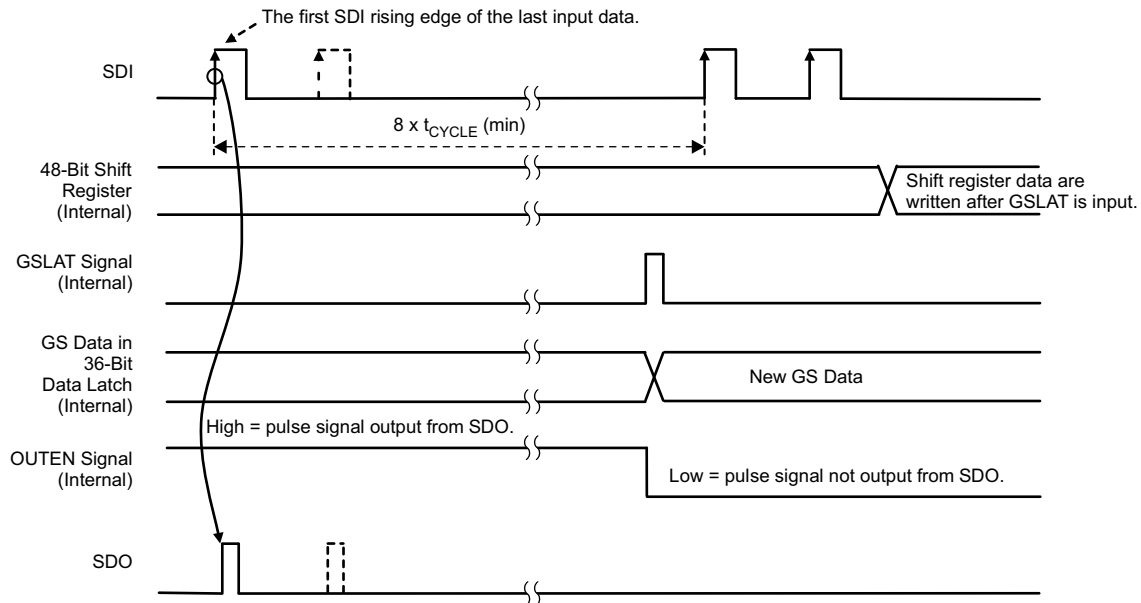 The first SDI rising edge of the last input data.
SDI
8 x tCYCLE (min)
48-Bit Shift
Register
(Internal)
Shift register data are
written after GSLAT is input.
GSLAT Signal
(Internal)
GS Data in
36-Bit
Data Latch
(Internal)
New GS Data
High = pulse signal output from SDO.
OUTEN Signal
(Internal)
Low = pulse signal not output from SDO.
SDO